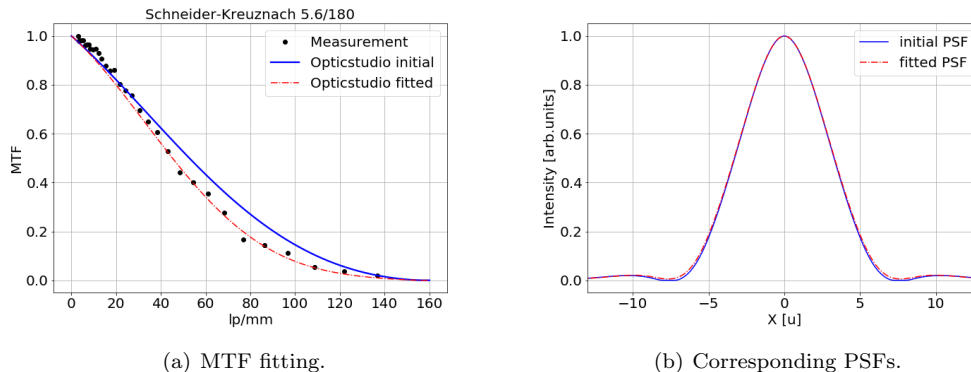 Schneider-Kreuznach 5.6/180
Measurement
Opticstudio initial
Opticstudio fitted
1.0
0.8
0.6
0.4
0.2
0.0
MTF
0 20 40 60 80 100 120 140 160
lp/mm
(a) MTF fitting.
initial PSF
fitted PSF
1.0
0.8
0.6
0.4
0.2
0.0
Intensity [arb.units]
−10 −5 0 5 10
X [u]
(b) Corresponding PSFs.